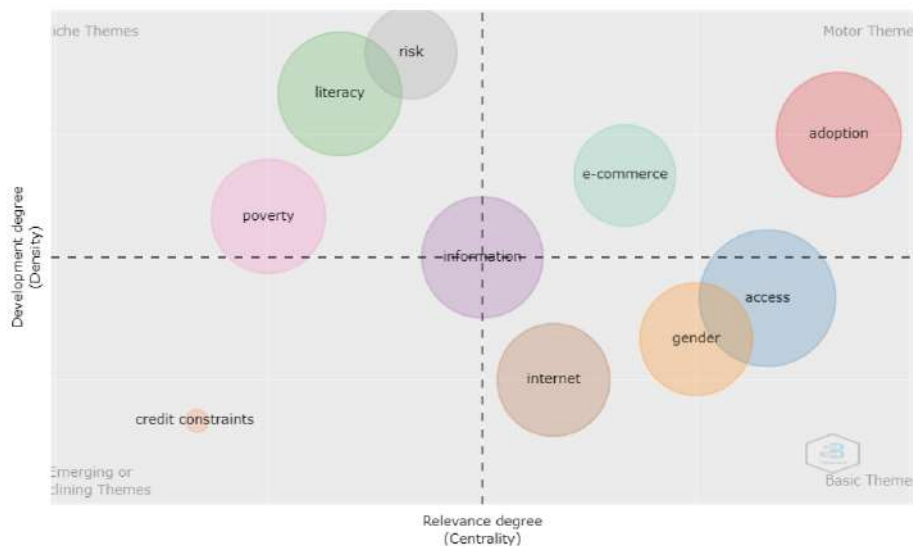 iche Themes
Motor Theme
risk
literacy
adoption
e-commerce
poverty
information
access
gender
internet
credit constraints
Emerging or
clining Themes
Basic Theme
Development degree
(Density)
Relevance degree
(Centrality)